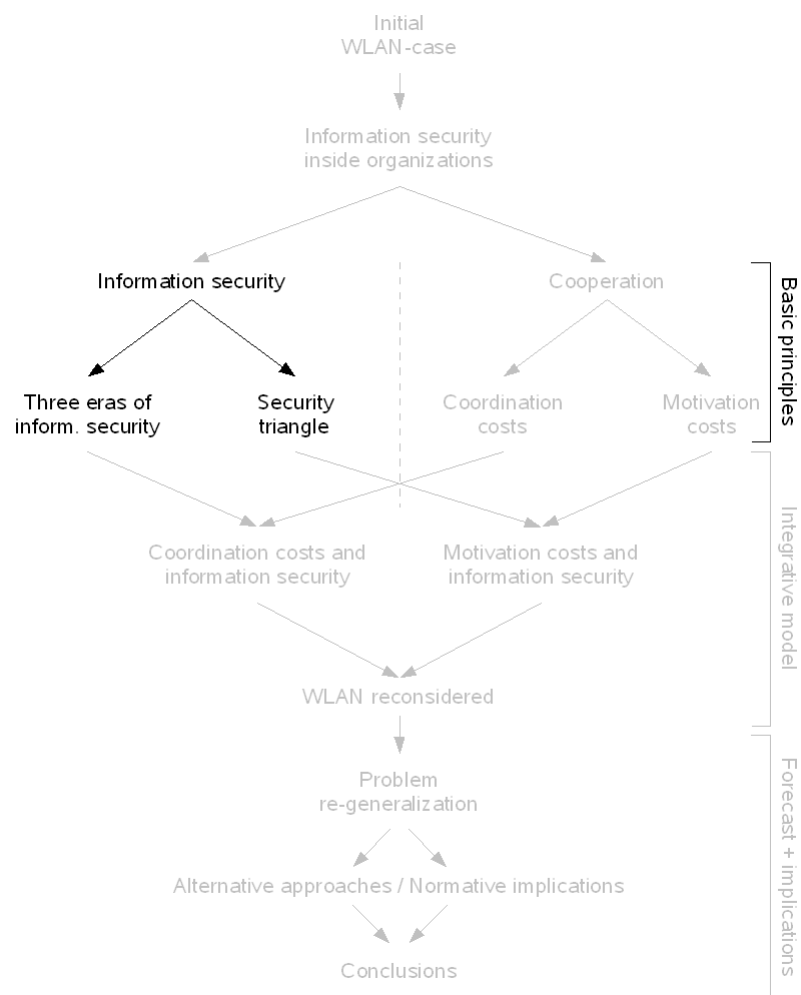 Initial
WLAN-case
Information security
inside organizations
Information security
Cooperation
Basic principles
Three eras of
inform. security
Security
triangle
Coordination
costs
Motivation
costs
Coordination costs and
information security
Motivation costs and
information security
Integrative model
WLAN reconsidered
Problem
re-generalization
Forecast + implications
Alternative approaches / Normative implications
Conclusions